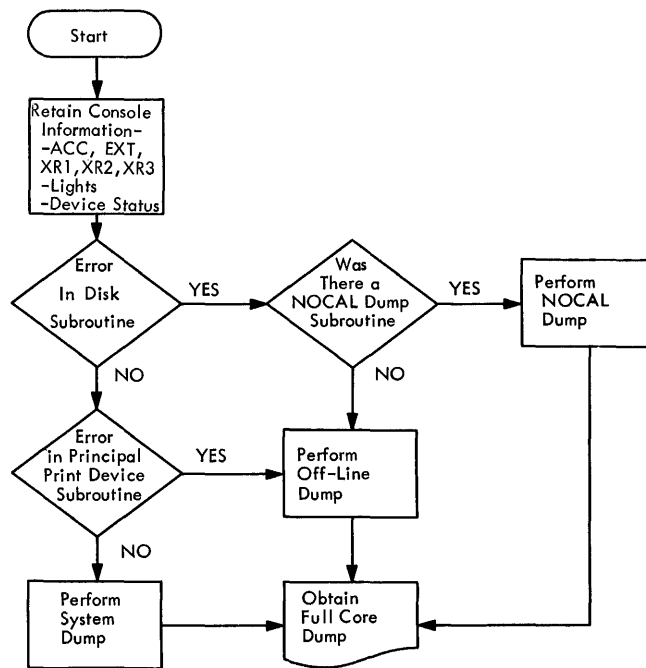 Start
Retain Console
Information-
-ACC, EXT,
XR1,XR2,XR3
-Lights
-Device Status
Error
In Disk
Subroutine
YES
Was
There a
NOCAL Dump
Subroutine
YES
Perform
NOCAL
Dump
NO
NO
Error
in Principal
Print Device
Subroutine
YES
Perform
Off-Line
Dump
NO
Perform
System
Dump
Obtain
Full Core
Dump